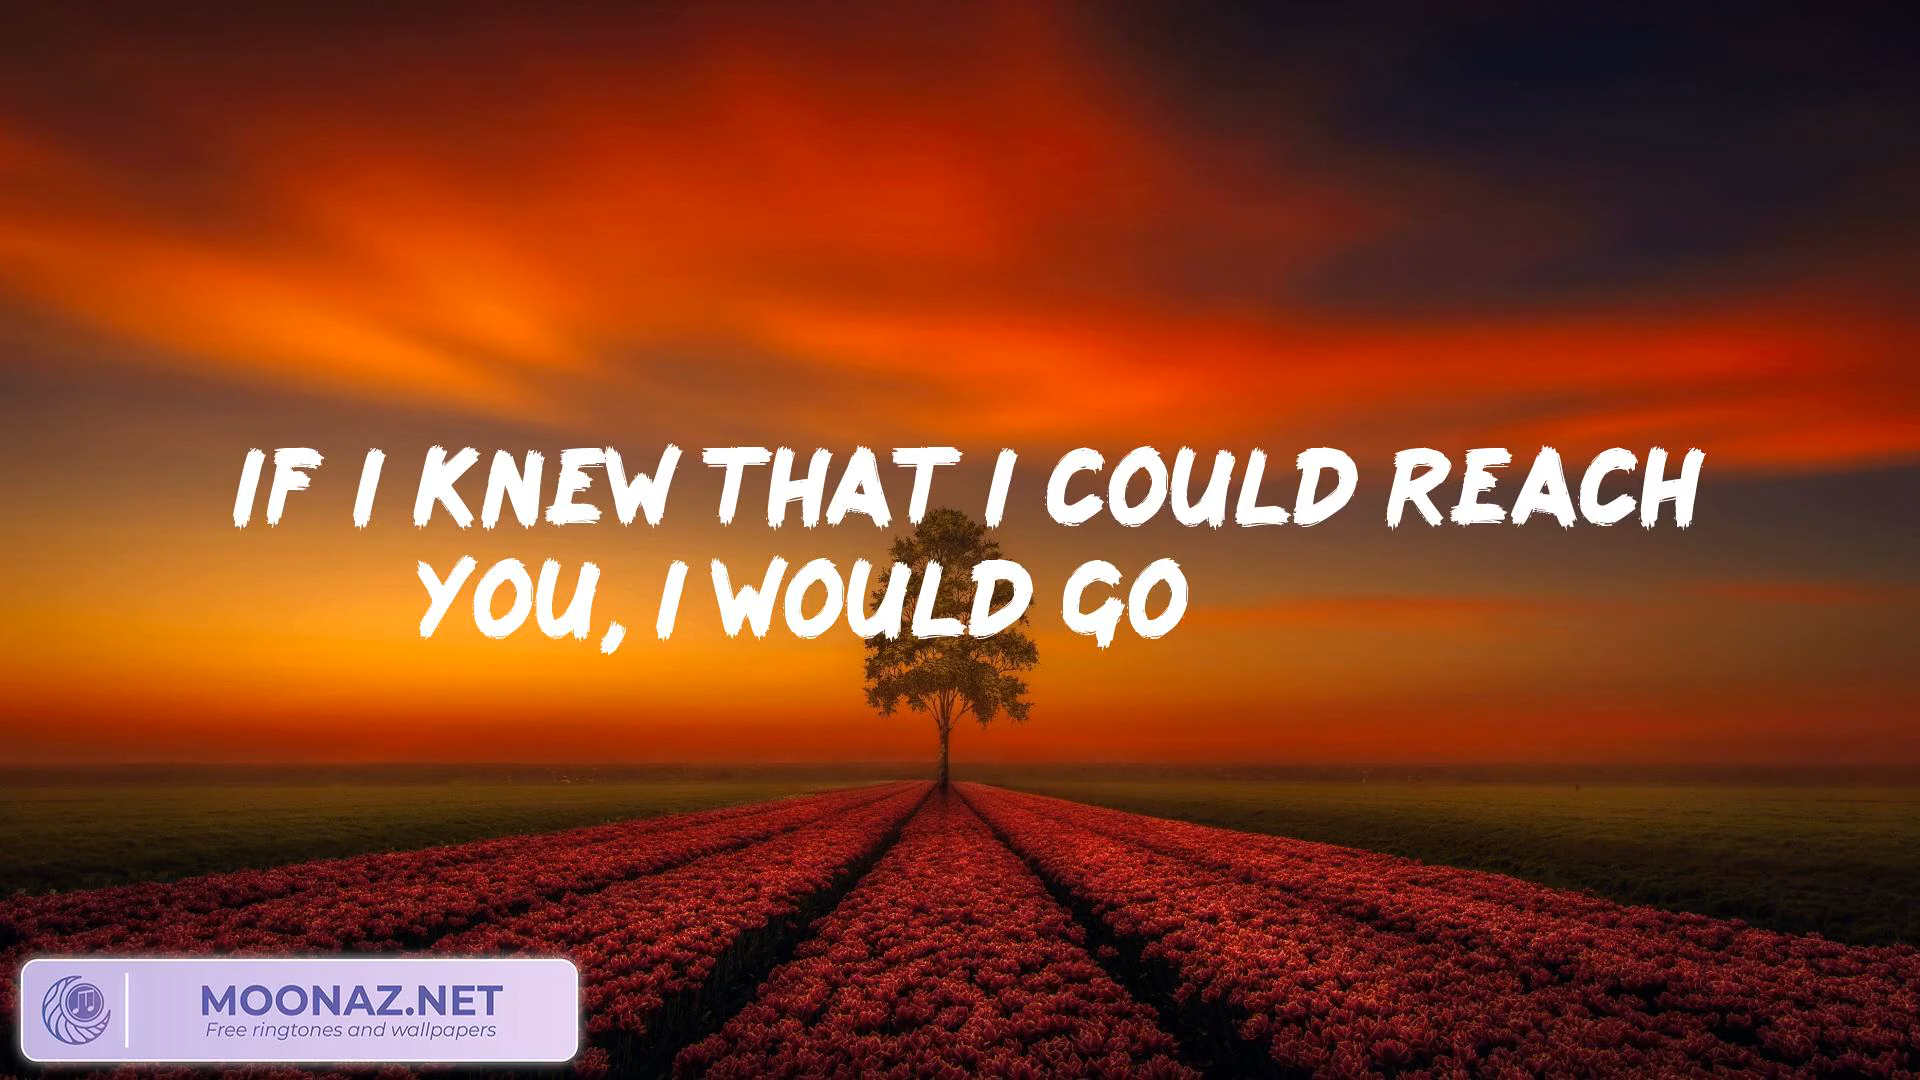 IF I KNEW THAT I COULD REACH
YOU, I WOULD GO
MOONAZ.NET
Free ringtones and wallpapers